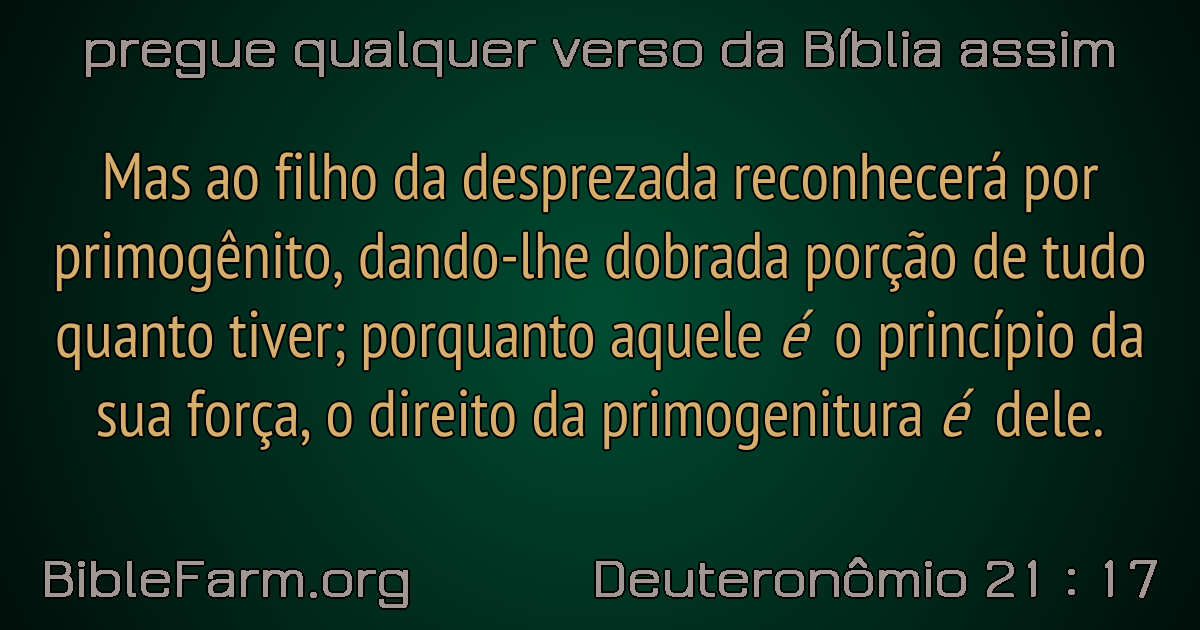 pregue qualquer verso da Bíblia assim
Mas ao filho da desprezada reconhecerá por
primogênito, dando-lhe dobrada porção de tudo
quanto tiver; porquanto aquele é o princípio da
sua força, o direito da primogenitura é dele.
BibleFarm.org Deuteronômio 21 : 17